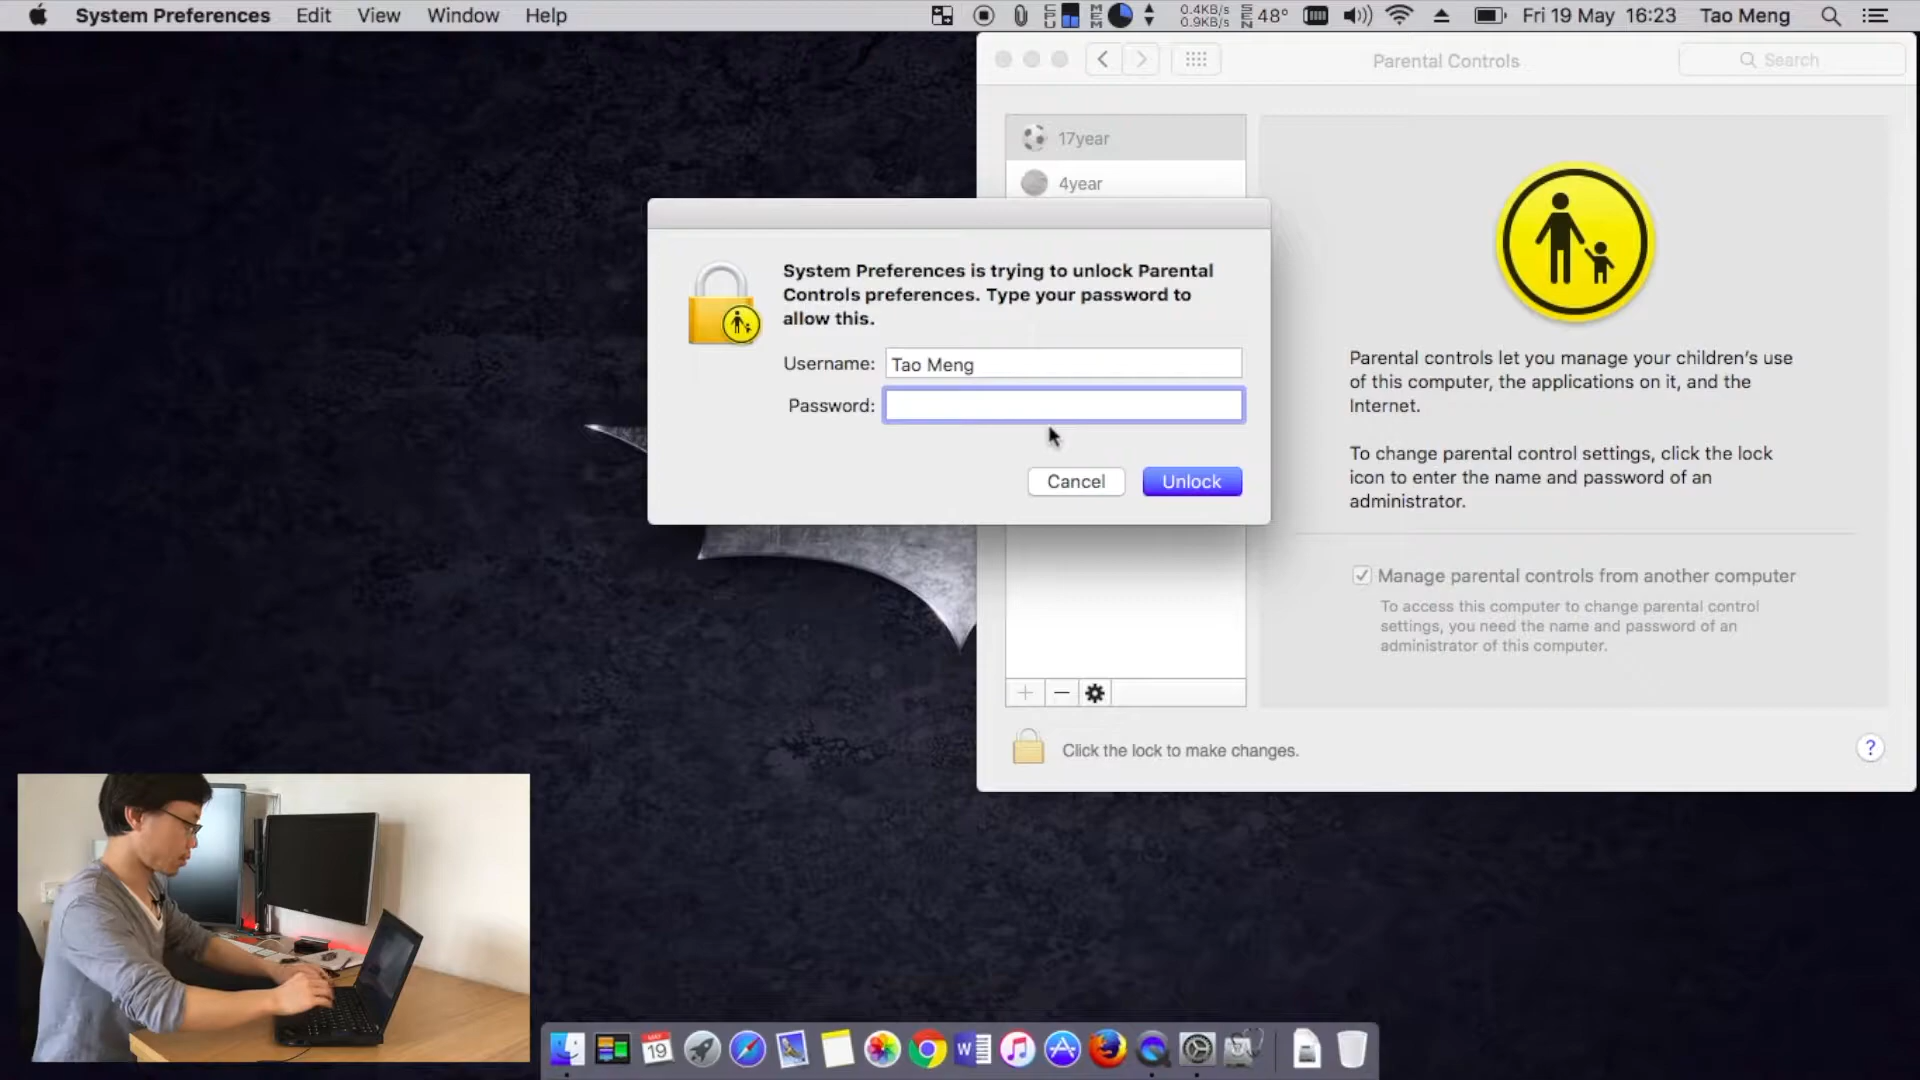 System Preferences Edit View Window Help
CPU MEM 0.4KB/s 0.9KB/s SEN 48° Fri 19 May 16:23 Tao Meng
Parental Controls
Search
17year
4year
System Preferences is trying to unlock Parental
Controls preferences. Type your password to
allow this.
Username: Tao Meng
Password:
Cancel Unlock
Parental controls let you manage your children's use
of this computer, the applications on it, and the
Internet.
To change parental control settings, click the lock
icon to enter the name and password of an
administrator.
Manage parental controls from another computer
To access this computer to change parental control
settings, you need the name and password of an
administrator of this computer.
Click the lock to make changes.
?
MAY
19
W